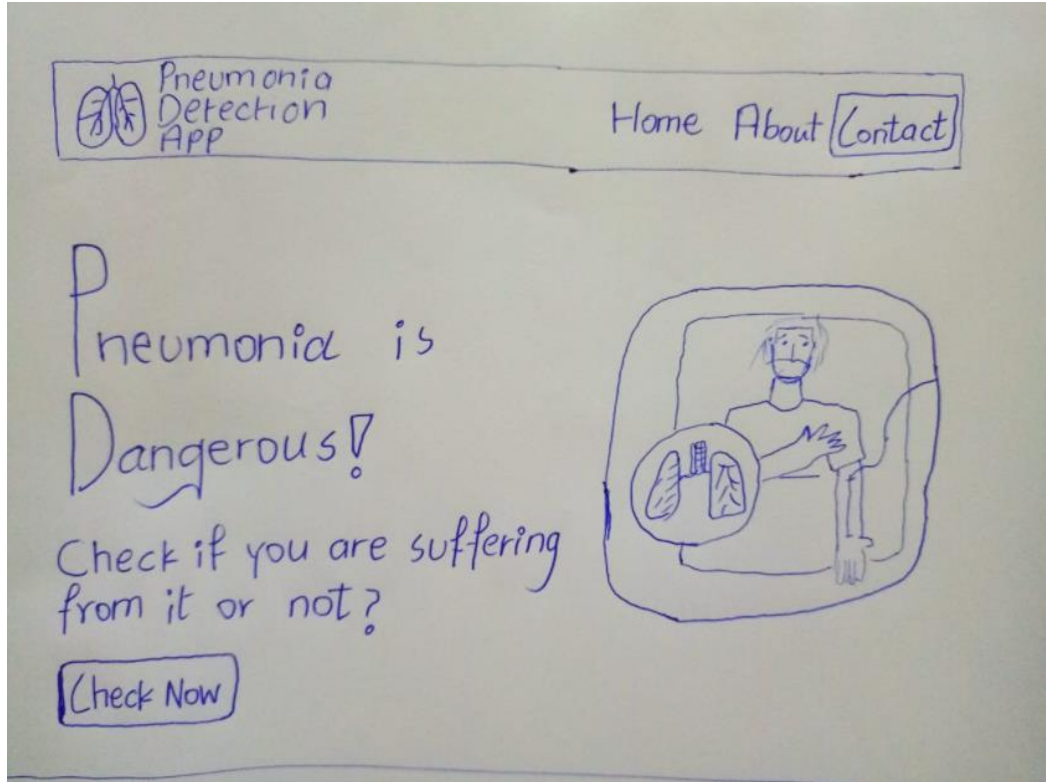 Pneumonia
Detection
App
Home About Contact
Pneumonia is
Dangerous!
Check if you are suffering
from it or not?
Check Now